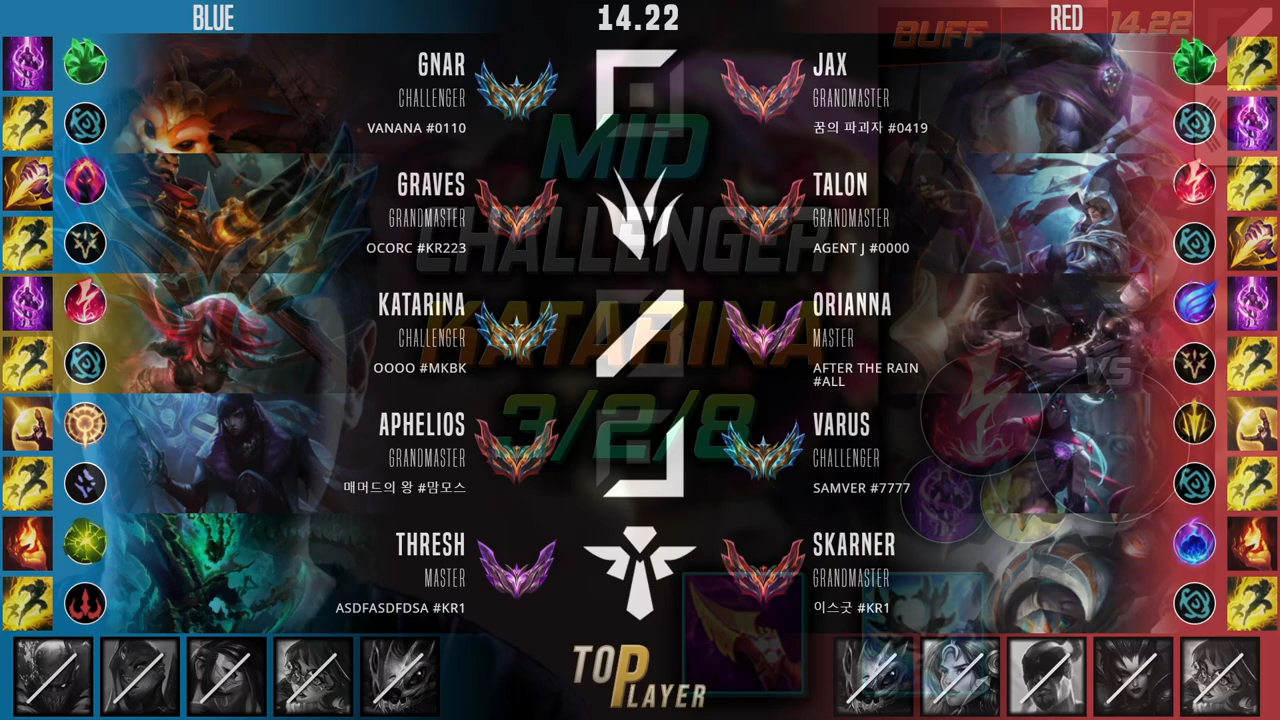 BLUE
14.22
RED
BUFF
14.22
GNAR
CHALLENGER
VANANA #0110
JAX
GRANDMASTER
꿈의 파괴자 #0419
MID
GRAVES
GRANDMASTER
OCORC #KR223
TALON
GRANDMASTER
AGENT J #0000
CHALLENGER
KATARINA
CHALLENGER
OOOO #MKBK
ORIANNA
MASTER
AFTER THE RAIN
#ALL
KATARINA
VS
3/2/8
APHELIOS
GRANDMASTER
매머드의 왕 #맘모스
VARUS
CHALLENGER
SAMVER #7777
THRESH
MASTER
ASDFASDFDSA #KR1
SKARNER
GRANDMASTER
이스굿 #KR1
TOP
PLAYER